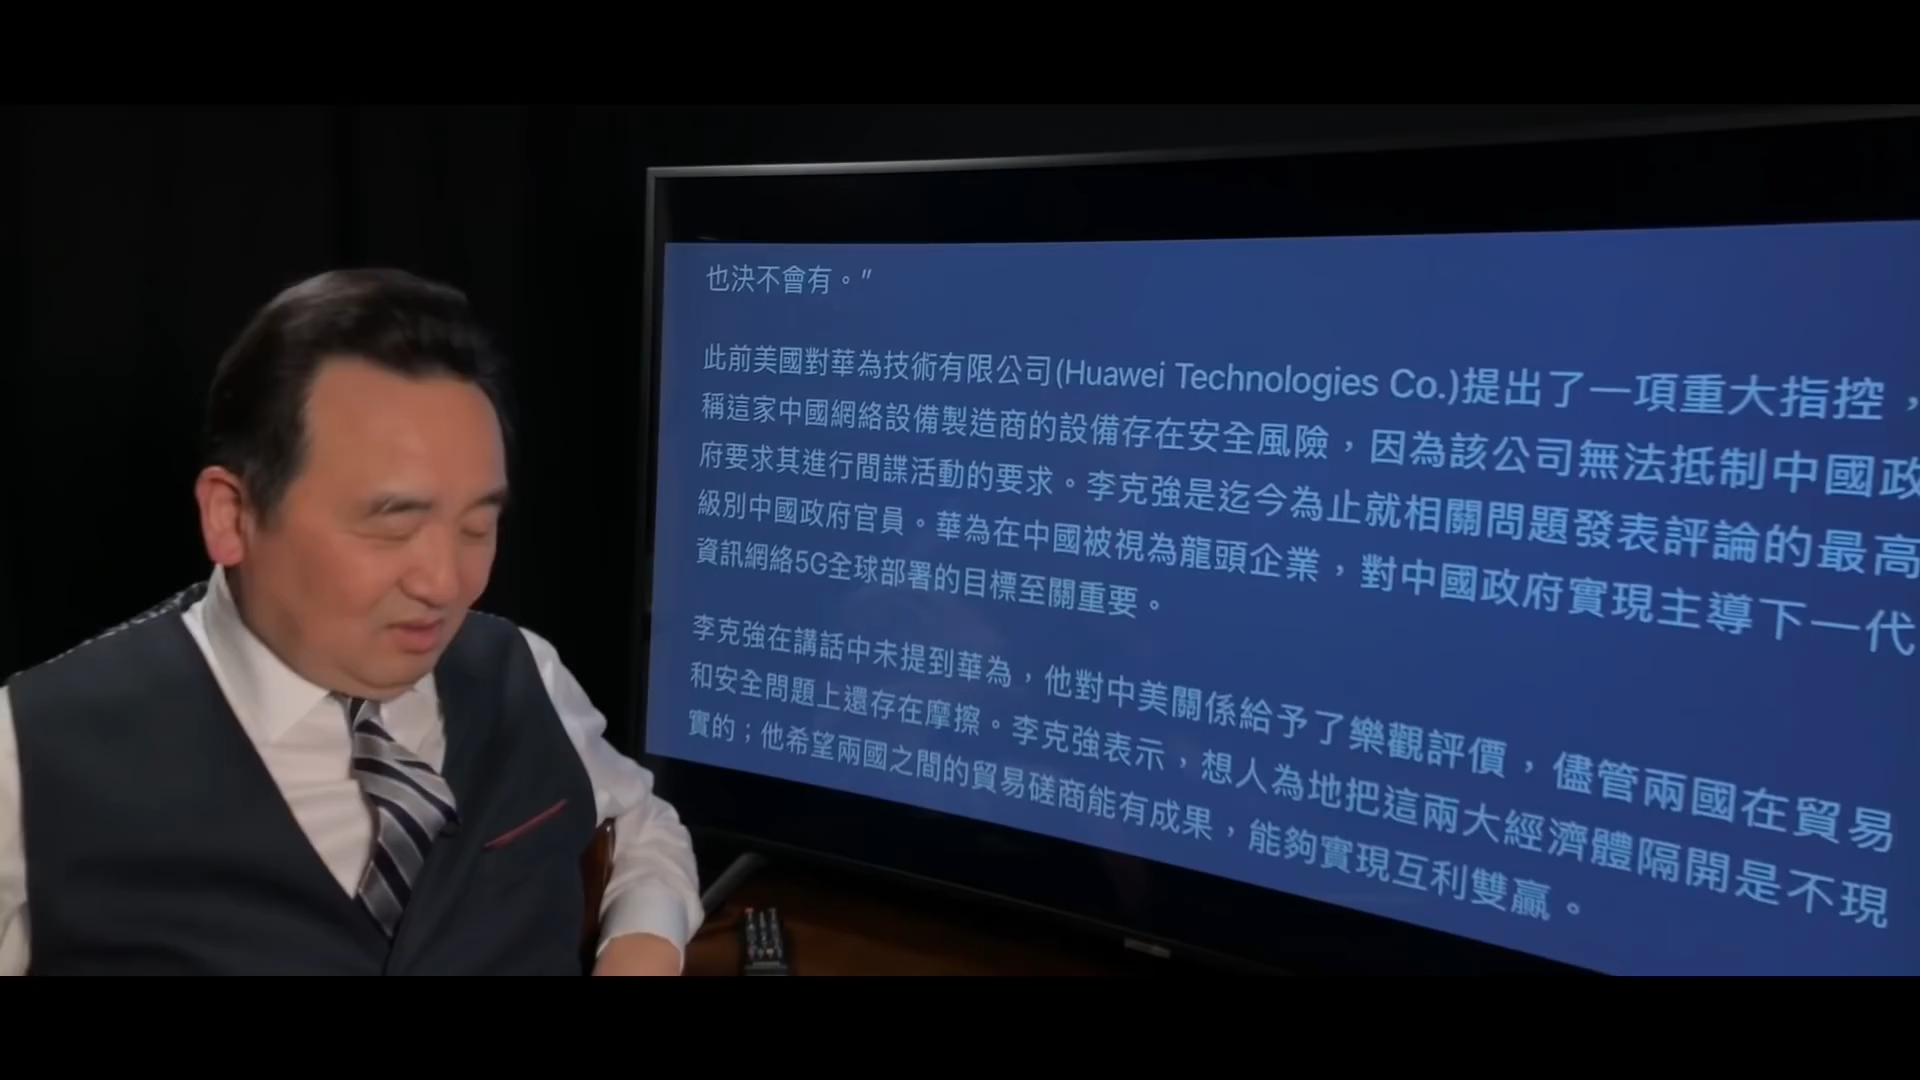 也決不會有。”
此前美國對華為技術有限公司(Huawei Technologies Co.)提出了一項重大指控，
稱這家中國網絡設備製造商的設備存在安全風險，因為該公司無法抵制中國政
府要求其進行間諜活動的要求。李克強是迄今為止就相關問題發表評論的最高
級別中國政府官員。華為在中國被視為龍頭企業，對中國政府實現主導下一代
資訊網絡5G全球部署的目標至關重要。
李克強在講話中未提到華為，他對中美關係給予了樂觀評價，儘管兩國在貿易
和安全問題上還存在摩擦。李克強表示，想人為地把這兩大經濟體隔開是不現
實的；他希望兩國之間的貿易磋商能有成果，能夠實現互利雙贏。